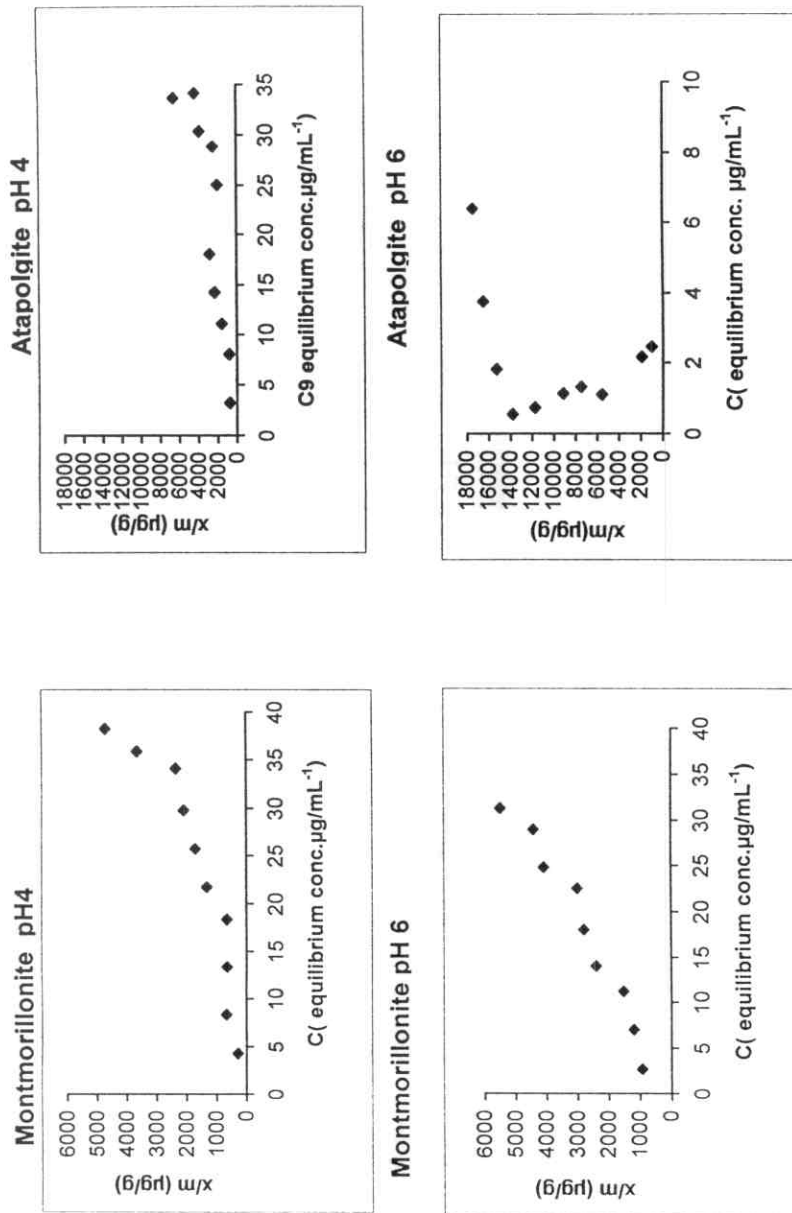 Montmorillonite pH4
x/m (µg/g)
6000
5000
4000
3000
2000
1000
0
0 5 10 15 20 25 30 35 40
C( equilibrium conc.µg/mL-1)
Atapolgite pH 4
x/m (µg/g)
18000
16000
14000
12000
10000
8000
6000
4000
2000
0
0 5 10 15 20 25 30 35
C9 equilibrium conc.µg/mL-1)
Montmorillonite pH 6
x/m (µg/g)
6000
5000
4000
3000
2000
1000
0
0 5 10 15 20 25 30 35 40
C( equilibrium conc.µg/mL-1)
Atapolgite pH 6
x/m(µg/g)
18000
16000
14000
12000
10000
8000
6000
4000
2000
0
0 2 4 6 8 10
C( equilibrium conc. µg/mL-1)